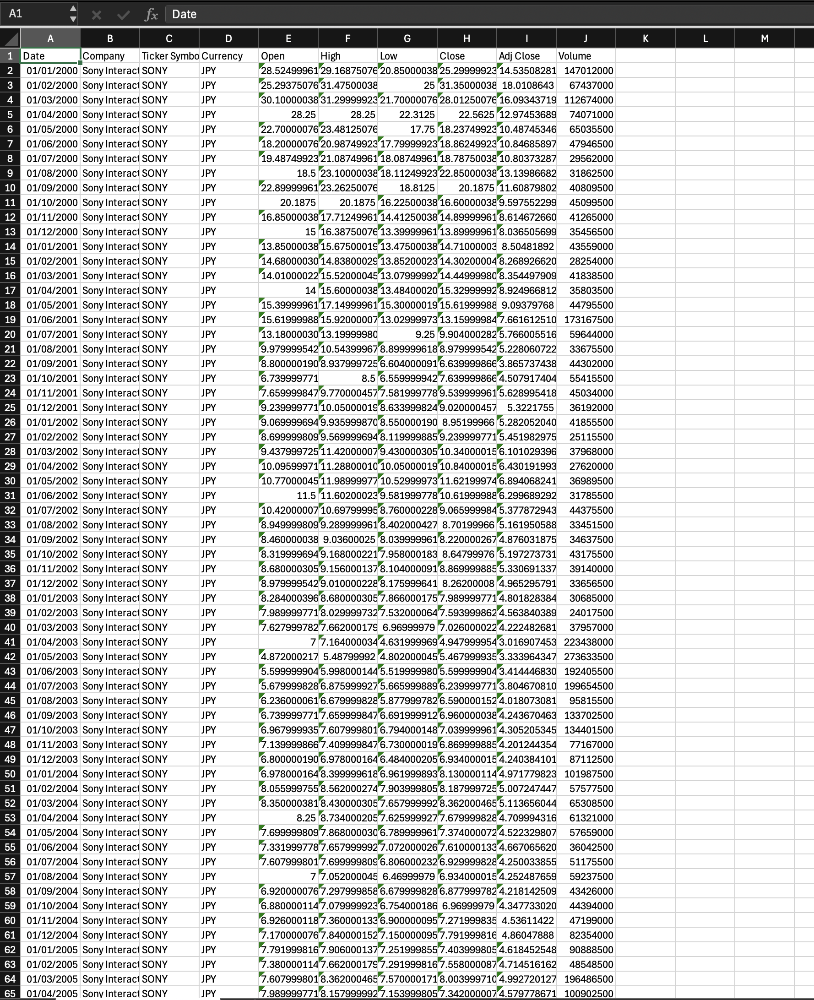 A1 fx Date
A B C D E F G H I J K L M
1 Date Company Ticker Symbo Currency Open High Low Close Adj Close Volume
2 01/01/2000 Sony Interact SONY JPY 28.52499961 29.16875076 20.85000038 25.29999923 14.53508281 147012000
3 01/02/2000 Sony Interact SONY JPY 25.29375076 31.47500038 25 31.35000038 18.0108643 67437000
4 01/03/2000 Sony Interact SONY JPY 30.10000038 31.29999923 21.70000076 28.01250076 16.09343719 112674000
5 01/04/2000 Sony Interact SONY JPY 28.25 28.25 22.3125 22.5625 12.97453689 74071000
6 01/05/2000 Sony Interact SONY JPY 22.70000076 23.48125076 17.75 18.23749923 10.48745346 65035500
7 01/06/2000 Sony Interact SONY JPY 18.20000076 20.98749923 17.79999923 18.86249923 10.84685897 47946500
8 01/07/2000 Sony Interact SONY JPY 19.48749923 21.08749961 18.08749961 18.78750038 10.80373287 29562000
9 01/08/2000 Sony Interact SONY JPY 18.5 23.10000038 18.11249923 22.85000038 13.13986682 31862500
10 01/09/2000 Sony Interact SONY JPY 22.89999961 23.26250076 18.8125 20.1875 11.60879802 40809500
11 01/10/2000 Sony Interact SONY JPY 20.1875 20.1875 16.22500038 16.60000038 9.597552299 45099500
12 01/11/2000 Sony Interact SONY JPY 16.85000038 17.71249961 14.41250038 14.89999961 8.614672660 41265000
13 01/12/2000 Sony Interact SONY JPY 15 16.38750076 13.39999961 13.89999961 8.036505699 35456500
14 01/01/2001 Sony Interact SONY JPY 13.85000038 15.67500019 13.47500038 14.71000003 8.50481892 43559000
15 01/02/2001 Sony Interact SONY JPY 14.68000030 14.83800029 13.85200023 14.30200004 8.268926620 28254000
16 01/03/2001 Sony Interact SONY JPY 14.01000022 15.52000045 13.07999992 14.44999980 8.354497909 41838500
17 01/04/2001 Sony Interact SONY JPY 14 15.60000038 13.48400020 15.32999992 8.924966812 35803500
18 01/05/2001 Sony Interact SONY JPY 15.39999961 17.14999961 15.30000019 15.61999988 9.09379768 44795500
19 01/06/2001 Sony Interact SONY JPY 15.61999988 15.92000007 13.02999973 13.15999984 7.661612510 173167500
20 01/07/2001 Sony Interact SONY JPY 13.18000030 13.19999980 9.25 9.904000282 5.766005516 59644000
21 01/08/2001 Sony Interact SONY JPY 9.979999542 10.54399967 8.899999618 8.979999542 5.228060722 33675500
22 01/09/2001 Sony Interact SONY JPY 8.800000190 8.937999725 6.604000091 6.639999866 3.865737438 44302000
23 01/10/2001 Sony Interact SONY JPY 6.739999771 8.5 6.559999942 7.639999866 4.507917404 55415500
24 01/11/2001 Sony Interact SONY JPY 7.659999847 9.770000457 7.581999778 9.539999961 5.628995418 45034000
25 01/12/2001 Sony Interact SONY JPY 9.239999771 10.05000019 8.633999824 9.020000457 5.3221755 36192000
26 01/01/2002 Sony Interact SONY JPY 9.069999694 9.935999870 8.550000190 8.95199966 5.282052040 41855500
27 01/02/2002 Sony Interact SONY JPY 8.699999809 9.569999694 8.119999885 9.239999771 5.451982975 25115500
28 01/03/2002 Sony Interact SONY JPY 9.437999725 11.42000007 9.430000305 10.34000015 6.101029396 37968000
29 01/04/2002 Sony Interact SONY JPY 10.09599971 11.28800010 10.05000019 10.84000015 6.430191993 27620000
30 01/05/2002 Sony Interact SONY JPY 10.77000045 11.98999977 10.52999973 11.62199974 6.894068241 36989500
31 01/06/2002 Sony Interact SONY JPY 11.5 11.60200023 9.581999778 10.61999988 6.299689292 31785500
32 01/07/2002 Sony Interact SONY JPY 10.42000007 10.69799995 8.760000228 9.065999984 5.377872943 44375500
33 01/08/2002 Sony Interact SONY JPY 8.949999809 9.289999961 8.402000427 8.70199966 5.161950588 33451500
34 01/09/2002 Sony Interact SONY JPY 8.460000038 9.03600025 8.039999961 8.220000267 4.876031875 34637500
35 01/10/2002 Sony Interact SONY JPY 8.319999694 9.168000221 7.958000183 8.64799976 5.197273731 43175500
36 01/11/2002 Sony Interact SONY JPY 8.680000305 9.156000137 8.104000091 8.869999885 5.330691337 39140000
37 01/12/2002 Sony Interact SONY JPY 8.979999542 9.010000228 8.175999641 8.26200008 4.965295791 33656500
38 01/01/2003 Sony Interact SONY JPY 8.284000396 8.680000305 7.866000175 7.989999771 4.801828384 30685000
39 01/02/2003 Sony Interact SONY JPY 7.989999771 8.029999732 7.532000064 7.593999862 4.563840389 24017500
40 01/03/2003 Sony Interact SONY JPY 7.627999782 7.662000179 6.96999979 7.026000022 4.222482681 37957000
41 01/04/2003 Sony Interact SONY JPY 7 7.164000034 4.631999969 4.947999954 3.016907453 223438000
42 01/05/2003 Sony Interact SONY JPY 4.872000217 5.48799992 4.802000045 5.467999935 3.333964347 273633500
43 01/06/2003 Sony Interact SONY JPY 5.599999904 5.998000144 5.519999980 5.599999904 3.414446830 192405500
44 01/07/2003 Sony Interact SONY JPY 5.679999828 6.875999927 5.665999889 6.239999771 3.804670810 199654500
45 01/08/2003 Sony Interact SONY JPY 6.236000061 6.679999828 5.877999782 6.590000152 4.018073081 95815500
46 01/09/2003 Sony Interact SONY JPY 6.739999771 7.659999847 6.691999912 6.960000038 4.243670463 133702500
47 01/10/2003 Sony Interact SONY JPY 6.967999935 7.607999801 6.794000148 7.039999961 4.305205345 134401500
48 01/11/2003 Sony Interact SONY JPY 7.139999866 7.409999847 6.730000019 6.869999885 4.201244354 77167000
49 01/12/2003 Sony Interact SONY JPY 6.800000190 6.978000164 6.484000205 6.934000015 4.240384101 87112500
50 01/01/2004 Sony Interact SONY JPY 6.978000164 8.399999618 6.961999893 8.130000114 4.971779823 101987500
51 01/02/2004 Sony Interact SONY JPY 8.055999755 8.562000274 7.903999805 8.187999725 5.007247447 57577500
52 01/03/2004 Sony Interact SONY JPY 8.350000381 8.430000305 7.657999992 8.362000465 5.113656044 65308500
53 01/04/2004 Sony Interact SONY JPY 8.25 8.734000205 7.625999927 7.679999828 4.709994316 61321000
54 01/05/2004 Sony Interact SONY JPY 7.699999809 7.868000030 6.789999961 7.374000072 4.522329807 57659000
55 01/06/2004 Sony Interact SONY JPY 7.331999778 7.657999992 7.072000026 7.610000133 4.667065620 36042500
56 01/07/2004 Sony Interact SONY JPY 7.607999801 7.699999809 6.806000232 6.929999828 4.250033855 51175500
57 01/08/2004 Sony Interact SONY JPY 7 7.052000045 6.46999979 6.934000015 4.252487659 59237500
58 01/09/2004 Sony Interact SONY JPY 6.920000076 7.297999858 6.679999828 6.877999782 4.218142509 43426000
59 01/10/2004 Sony Interact SONY JPY 6.880000114 7.079999923 6.754000186 6.96999979 4.347733020 44394000
60 01/11/2004 Sony Interact SONY JPY 6.926000118 7.360000133 6.900000095 7.271999835 4.53611422 47199000
61 01/12/2004 Sony Interact SONY JPY 7.170000076 7.840000152 7.150000095 7.791999816 4.86047888 82354000
62 01/01/2005 Sony Interact SONY JPY 7.791999816 7.906000137 7.251999855 7.403999805 4.618452548 90888500
63 01/02/2005 Sony Interact SONY JPY 7.380000114 7.662000179 7.291999816 7.558000087 4.714516162 48548500
64 01/03/2005 Sony Interact SONY JPY 7.607999801 8.362000465 7.570000171 8.003999710 4.992720127 196486500
65 01/04/2005 Sony Interact SONY JPY 7.989999771 8.157999992 7.153999805 7.342000007 4.579778671 100902500